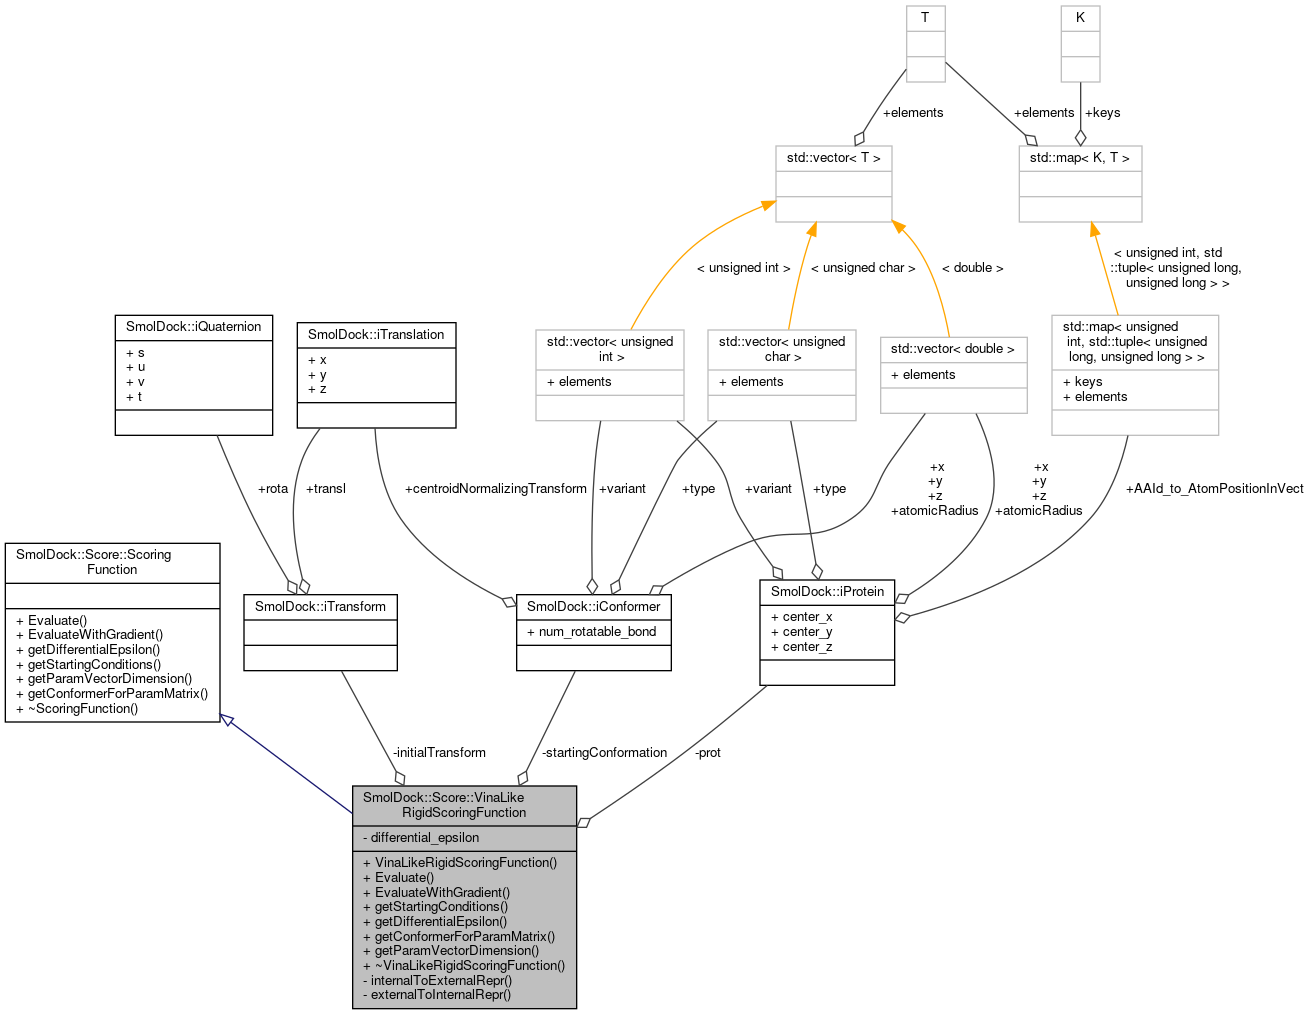 T
K
+elements
+elements
+keys
std::vector< T >
std::map< K, T >
< unsigned int >
< unsigned char >
< double >
< unsigned int, std
::tuple< unsigned long,
unsigned long > >
SmolDock::iQuaternion
+ s
+ u
+ v
+ t
SmolDock::iTranslation
+ x
+ y
+ z
std::vector< unsigned
int >
+ elements
std::vector< unsigned
char >
+ elements
std::vector< double >
+ elements
std::map< unsigned
int, std::tuple< unsigned
long, unsigned long > >
+ keys
+ elements
+rota
+transl
+centroidNormalizingTransform
+variant
+type
+variant
+type
+x
+y
+z
+atomicRadius
+x
+y
+z
+atomicRadius
+AAId_to_AtomPositionInVect
SmolDock::Score::Scoring
Function
+ Evaluate()
+ EvaluateWithGradient()
+ getDifferentialEpsilon()
+ getStartingConditions()
+ getParamVectorDimension()
+ getConformerForParamMatrix()
+ ~ScoringFunction()
SmolDock::iTransform
SmolDock::iConformer
+ num_rotatable_bond
SmolDock::iProtein
+ center_x
+ center_y
+ center_z
-initialTransform
-startingConformation
-prot
SmolDock::Score::VinaLike
RigidScoringFunction
- differential_epsilon
+ VinaLikeRigidScoringFunction()
+ Evaluate()
+ EvaluateWithGradient()
+ getStartingConditions()
+ getDifferentialEpsilon()
+ getConformerForParamMatrix()
+ getParamVectorDimension()
+ ~VinaLikeRigidScoringFunction()
- internalToExternalRepr()
- externalToInternalRepr()